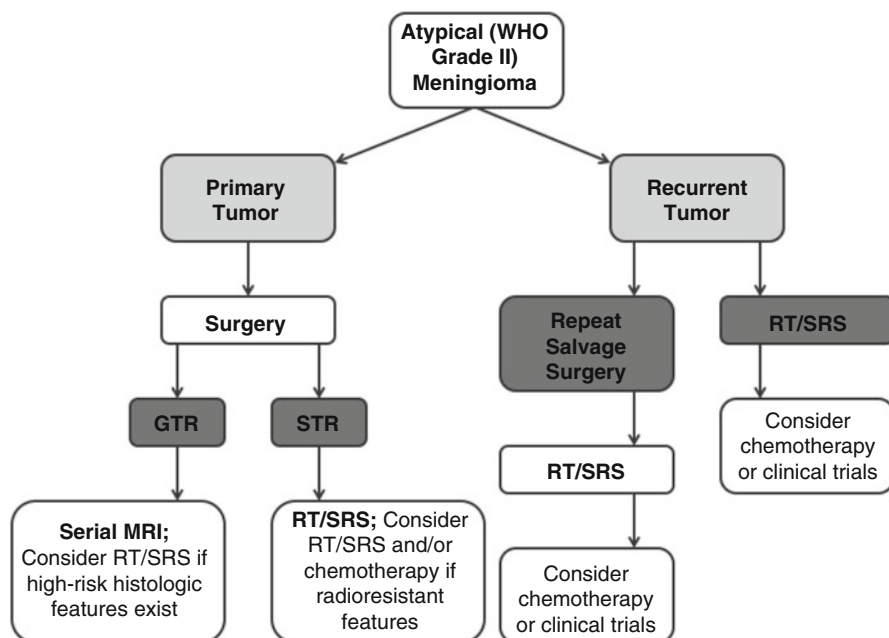 Atypical (WHO
Grade II)
Meningioma
Primary
Tumor
Recurrent
Tumor
Surgery
Repeat
Salvage
Surgery
RT/SRS
GTR
STR
RT/SRS
Consider
chemotherapy
or clinical trials
Serial MRI;
Consider RT/SRS if
high-risk histologic
features exist
RT/SRS; Consider
RT/SRS and/or
chemotherapy if
radioresistant
features
Consider
chemotherapy
or clinical trials